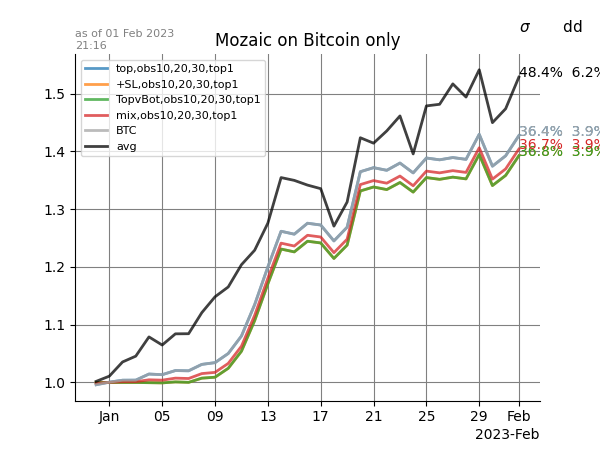 as of 01 Feb 2023
21:16
σ dd
Mozaic on Bitcoin only
top,obs10,20,30,top1
+SL,obs10,20,30,top1
TopvBot,obs10,20,30,top1
mix,obs10,20,30,top1
BTC
avg
48.4% 6.2%
36.4% 3.9%
36.7% 3.9%
36.8% 3.9%
1.5
1.4
1.3
1.2
1.1
1.0
Jan 05 09 13 17 21 25 29 Feb
2023-Feb